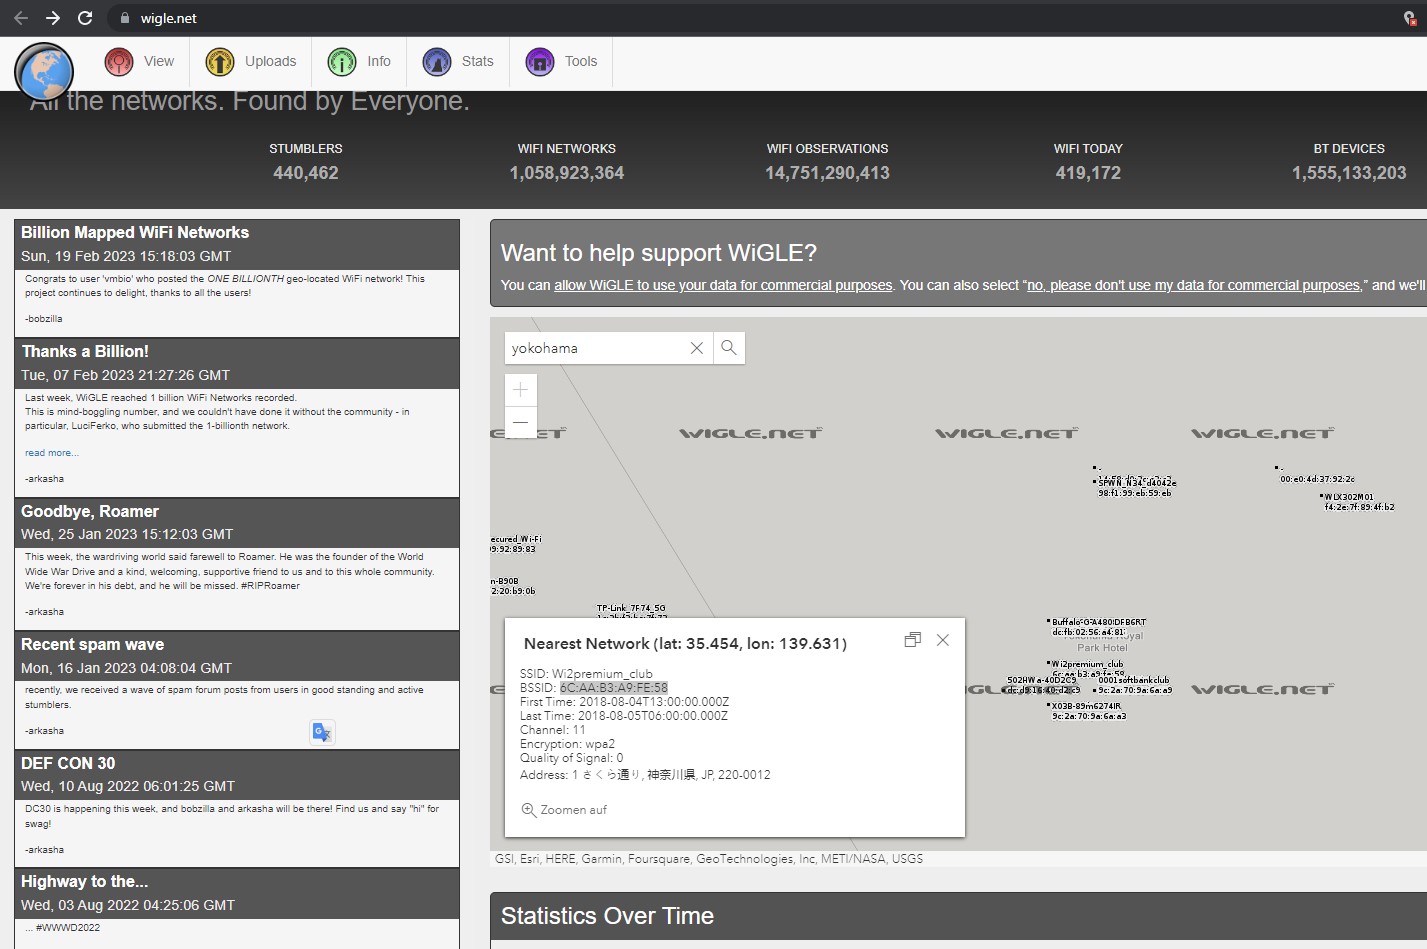 wigle.net
View
Uploads
Info
Stats
Tools
All the networks. Found by Everyone.
STUMBLERS
440,462
WIFI NETWORKS
1,058,923,364
WIFI OBSERVATIONS
14,751,290,413
WIFI TODAY
419,172
BT DEVICES
1,555,133,203
Billion Mapped WiFi Networks
Sun, 19 Feb 2023 15:18:03 GMT
Congrats to user 'vmbio' who posted the ONE BILLIONTH geo-located WiFi network! This
project continues to delight, thanks to all the users!
-bobzilla
Thanks a Billion!
Tue, 07 Feb 2023 21:27:26 GMT
Last week, WiGLE reached 1 billion WiFi Networks recorded.
This is mind-boggling number, and we couldn't have done it without the community - in
particular, LuciFerko, who submitted the 1-billionth network.
read more...
-arkasha
Goodbye, Roamer
Wed, 25 Jan 2023 15:12:03 GMT
This week, the wardriving world said farewell to Roamer. He was the founder of the World
Wide War Drive and a kind, welcoming, supportive friend to us and to this whole community.
We're forever in his debt, and he will be missed. #RIPRoamer
-arkasha
Recent spam wave
Mon, 16 Jan 2023 04:08:04 GMT
recently, we received a wave of spam forum posts from users in good standing and active
stumblers.
-arkasha
DEF CON 30
Wed, 10 Aug 2022 06:01:25 GMT
DC30 is happening this week, and bobzilla and arkasha will be there! Find us and say "hi" for
swag!
-arkasha
Highway to the...
Wed, 03 Aug 2022 04:25:06 GMT
... #WWWD2022
Want to help support WiGLE?
You can allow WiGLE to use your data for commercial purposes. You can also select “no, please don't use my data for commercial purposes,” and we'll
yokohama
WIGLE.NET WIGLE.NET WIGLE.NET
SPWN_N34_d4042e
98:f1:99:eb:59:eb
00:e0:4d:37:92:2c
WLX302M01
f4:2e:7f:89:4f:b2
ecured_Wi-Fi
99:92:89:83
n-B90B
2:20:b9:0b
TP-Link_7F74_5G
dc:fb:02:56:a4:81
Royal
Park Hotel
Wi2premium_club
502HWa-40D2C9
0001softbankclub
9c:2a:70:9a:6a:a9
9c:2a:70:9a:6a:a3
WIGLE.NET
Nearest Network (lat: 35.454, lon: 139.631)
SSID: Wi2premium_club
BSSID: 6C:AA:B3:A9:FE:58
First Time: 2018-08-04T13:00:00.000Z
Last Time: 2018-08-05T06:00:00.000Z
Channel: 11
Encryption: wpa2
Quality of Signal: 0
Address: 1 さくら通り, 神奈川県, JP, 220-0012
Zoomen auf
GSI, Esri, HERE, Garmin, Foursquare, GeoTechnologies, Inc, METI/NASA, USGS
Statistics Over Time